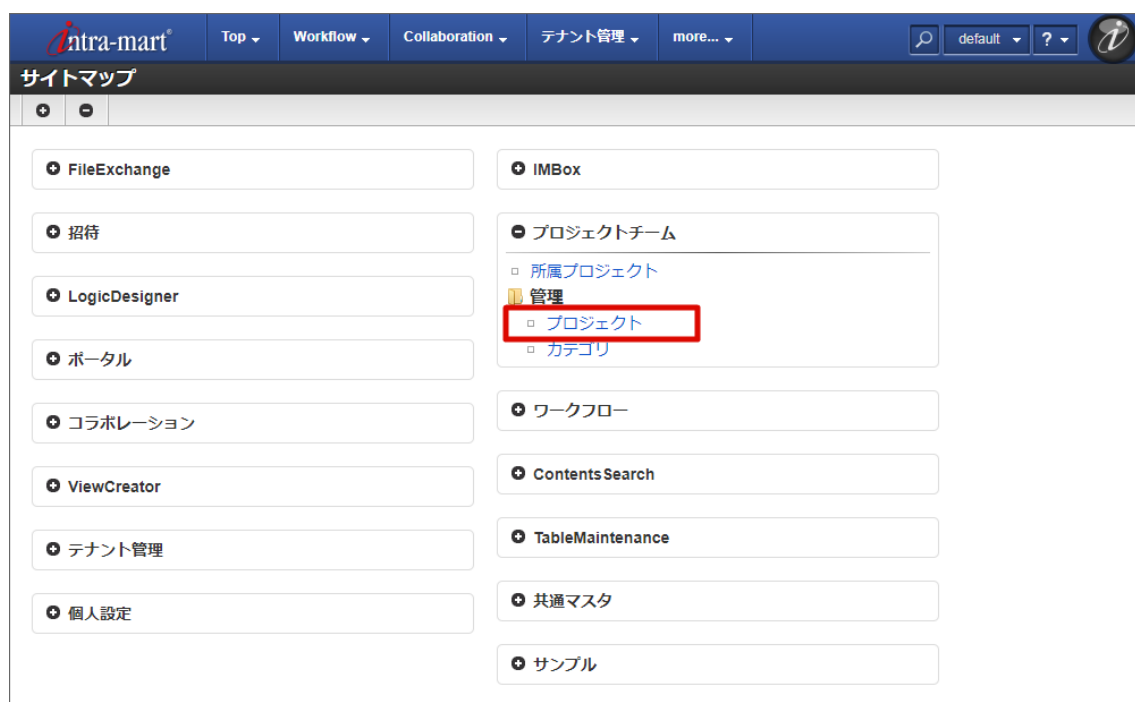 intra-mart® Top Workflow Collaboration テナント管理 more... default ?
サイトマップ
FileExchange
招待
LogicDesigner
ポータル
コラボレーション
ViewCreator
テナント管理
個人設定
IMBox
プロジェクトチーム
所属プロジェクト
管理
プロジェクト
カテゴリ
ワークフロー
ContentsSearch
TableMaintenance
共通マスタ
サンプル